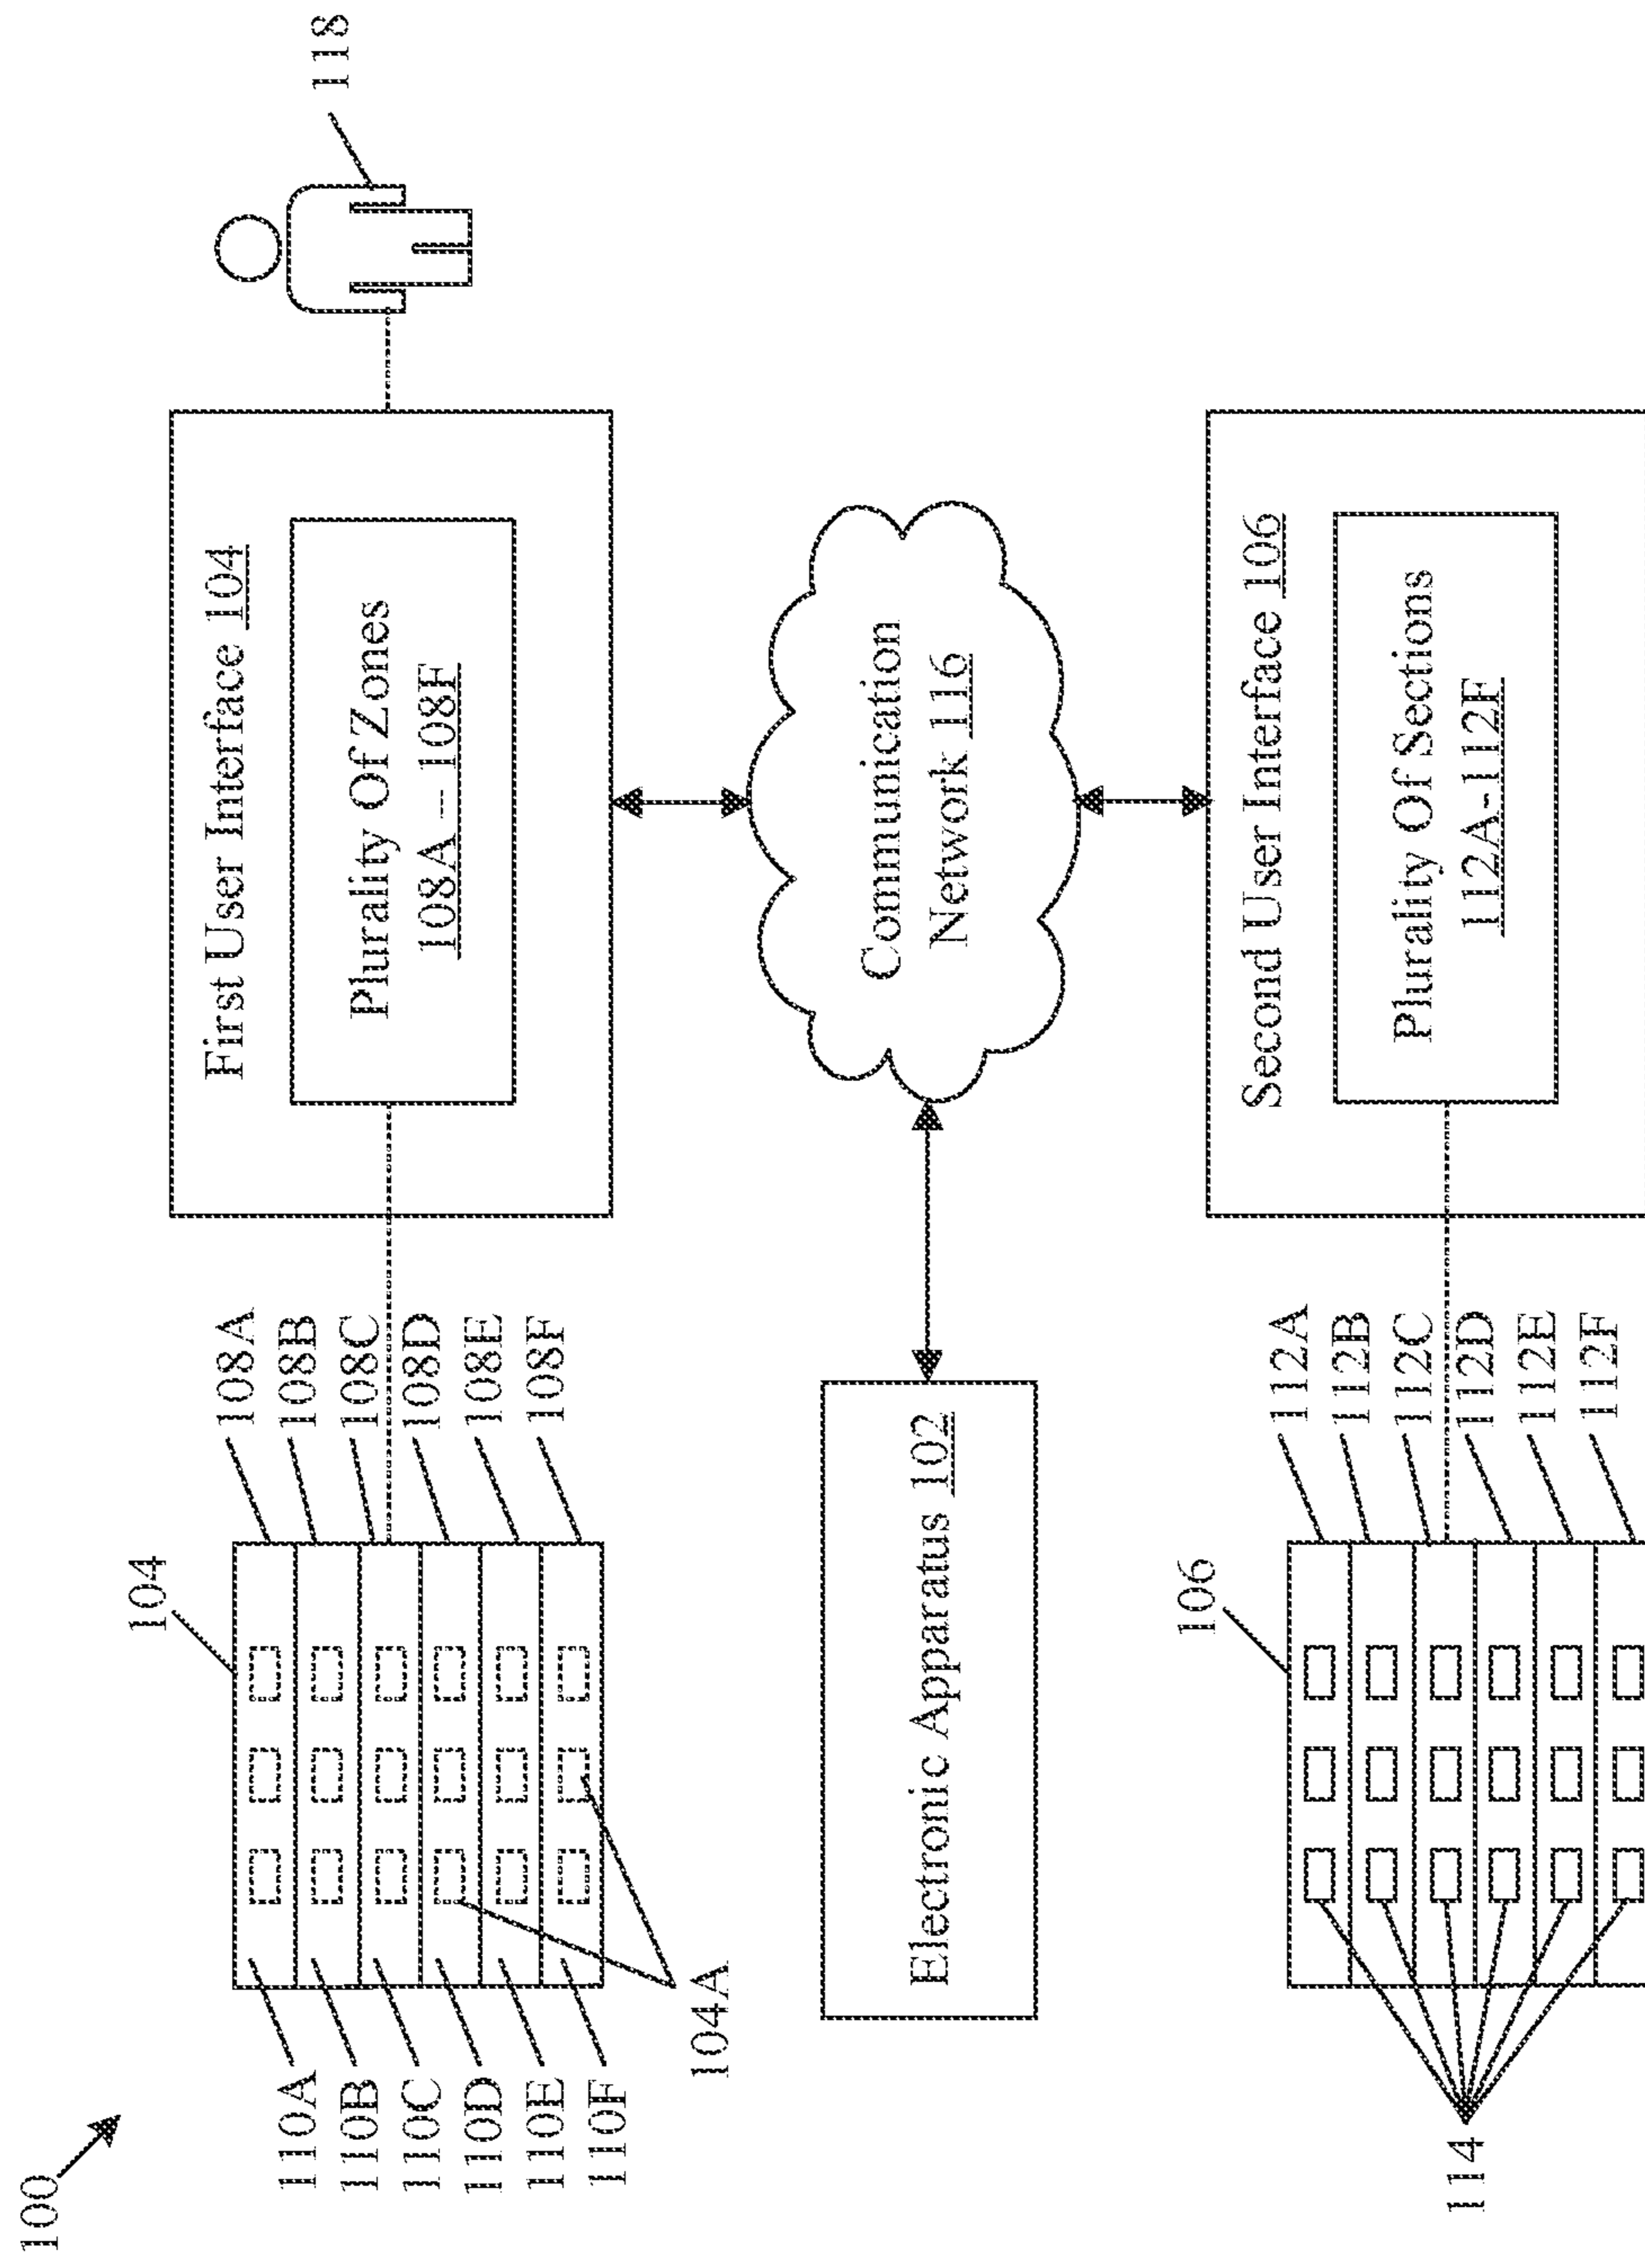 100
104
110A
110B
110C
110D
110E
110F
104A
108A
108B
108C
108D
108E
108F
First User Interface 104
Plurality Of Zones
108A – 108F
118
Electronic Apparatus 102
Communication
Network 116
106
114
112A
112B
112C
112D
112E
112F
Second User Interface 106
Plurality Of Sections
112A-112F